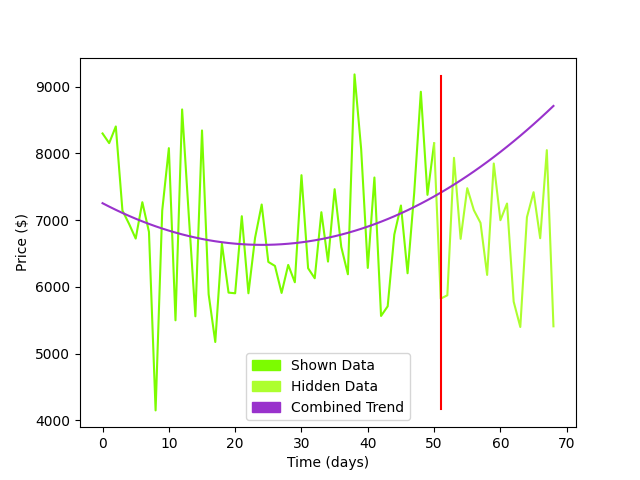 9000
8000
7000
6000
5000
4000
Price ($)
Shown Data
Hidden Data
Combined Trend
0 10 20 30 40 50 60 70
Time (days)